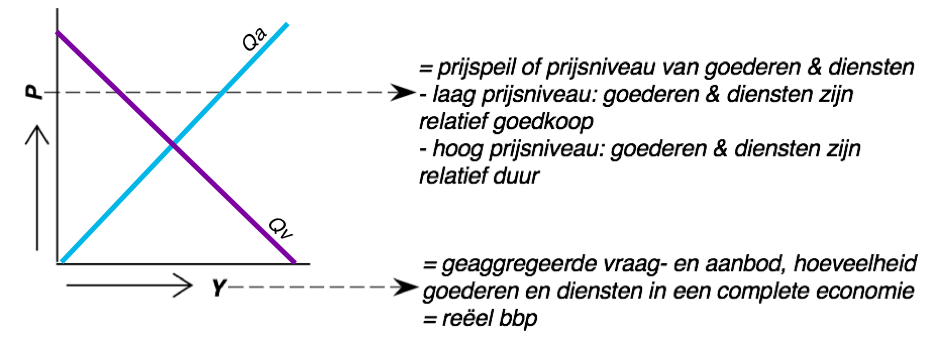 Qa
= prijspeil of prijsniveau van goederen & diensten
P
- laag prijsniveau: goederen & diensten zijn
relatief goedkoop
- hoog prijsniveau: goederen & diensten zijn
relatief duur
Qv
= geaggregeerde vraag- en aanbod, hoeveelheid
Y
goederen en diensten in een complete economie
= reëel bbp